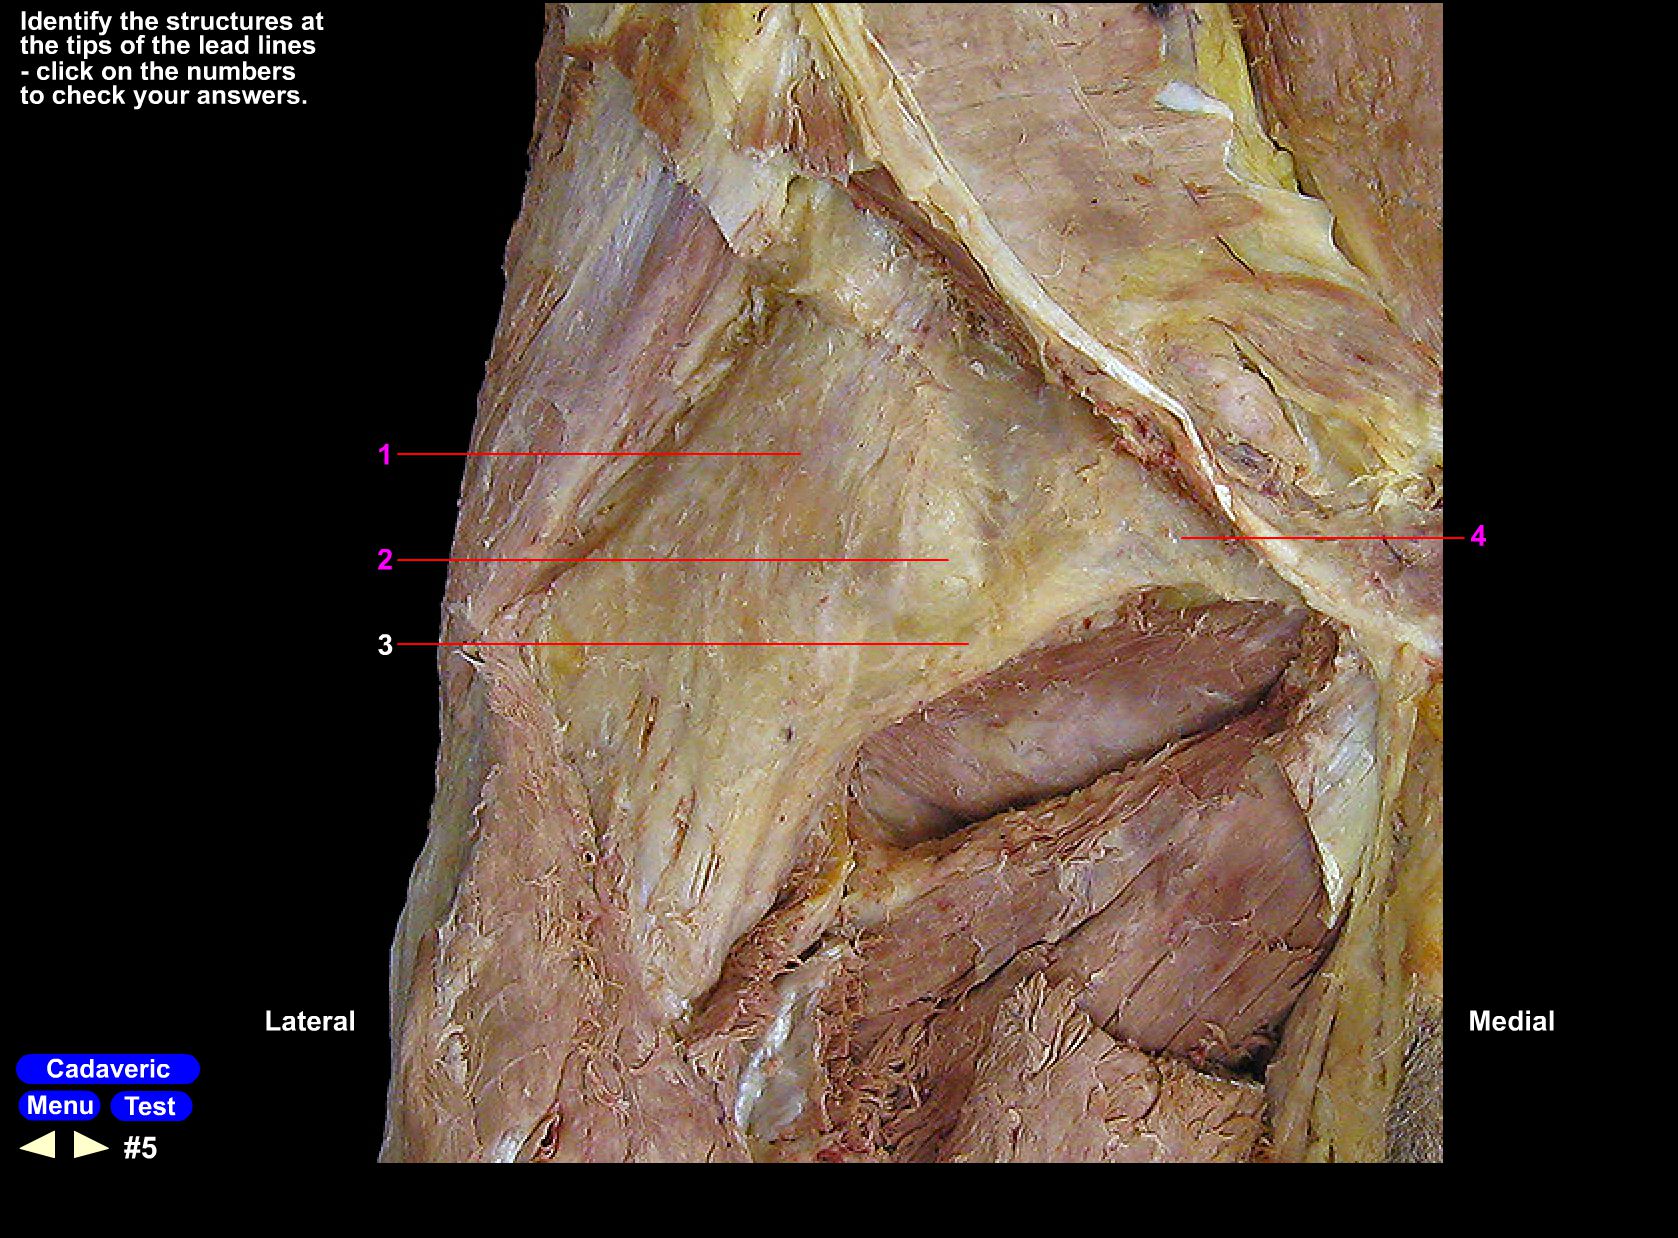 Identify the structures at
the tips of the lead lines
- click on the numbers
to check your answers.
1
2
4
3
Lateral
Medial
Cadaveric
Menu Test
#5